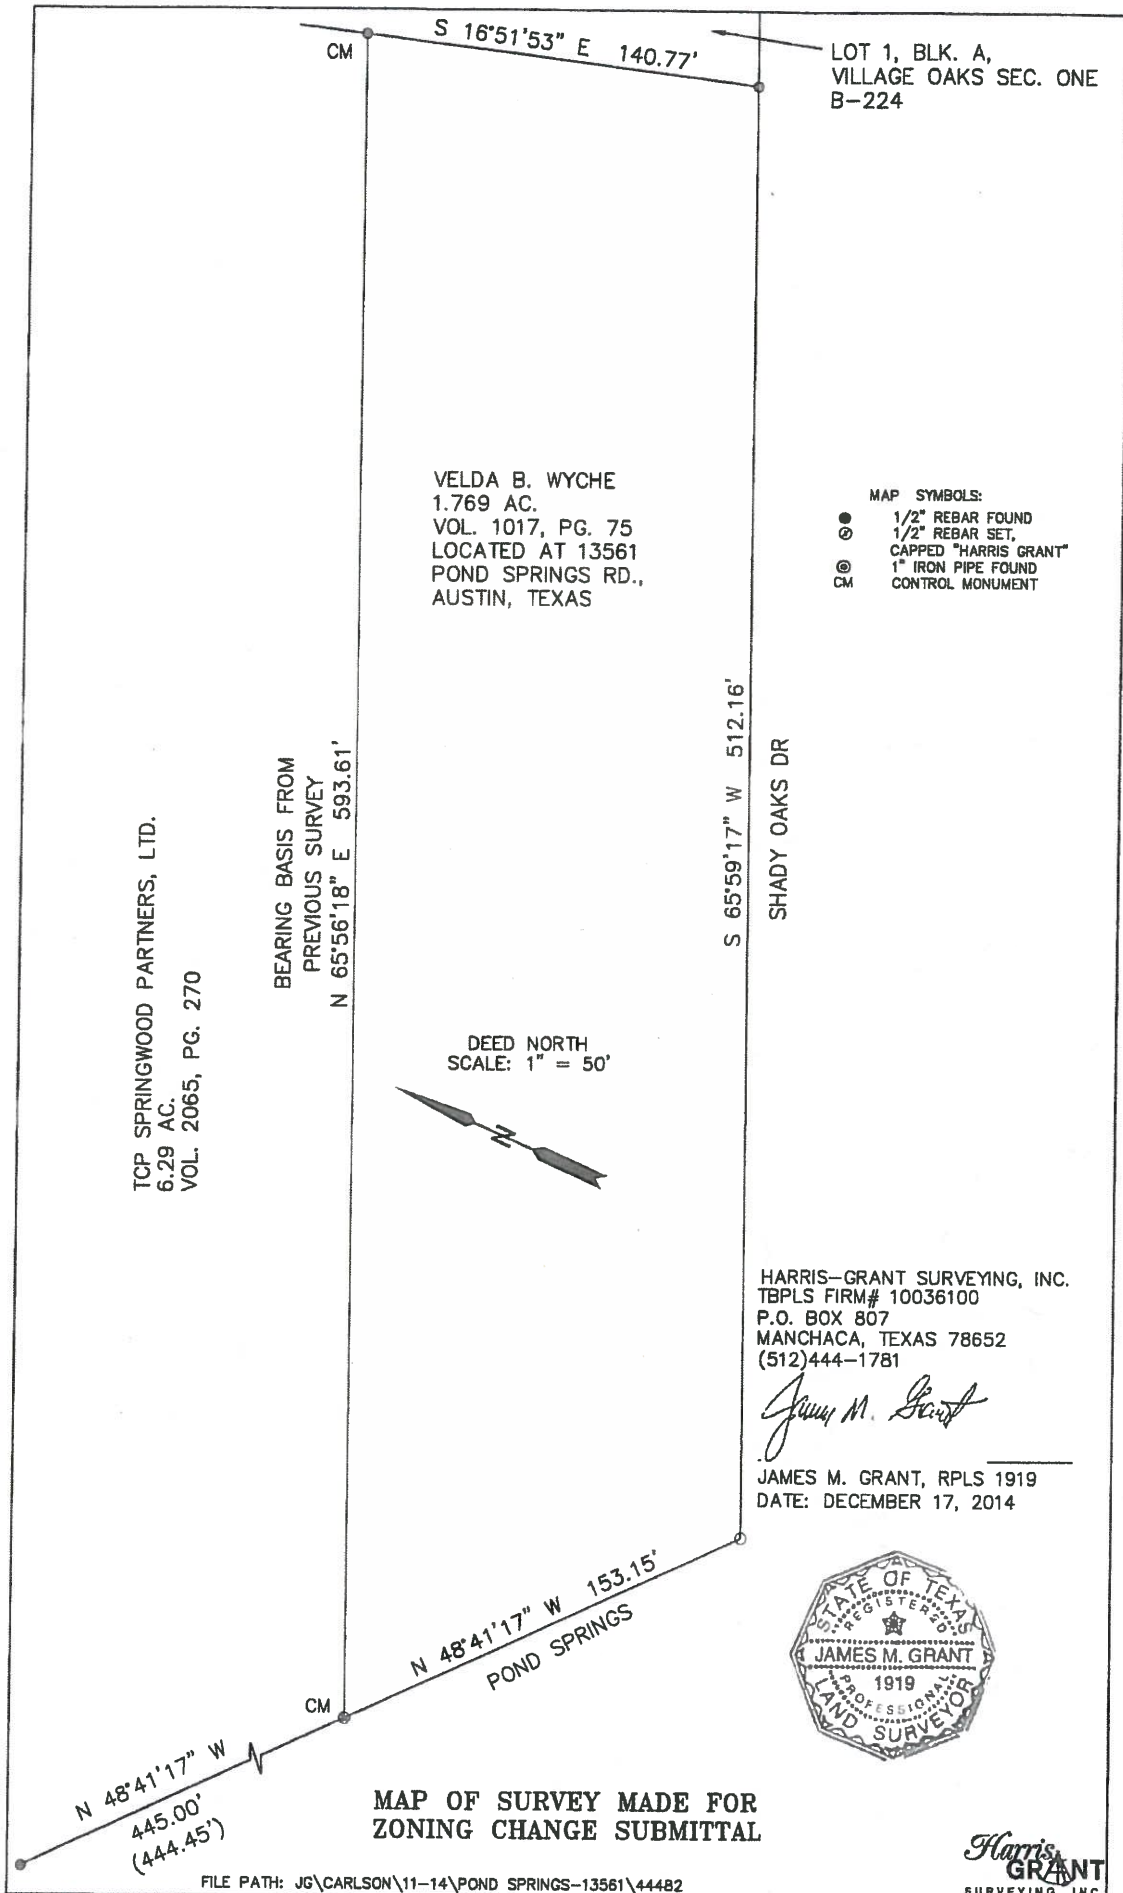 S 16°51'53" E 140.77'
CM
LOT 1, BLK. A,
VILLAGE OAKS SEC. ONE
B-224
VELDA B. WYCHE
1.769 AC.
VOL. 1017, PG. 75
LOCATED AT 13561
POND SPRINGS RD.,
AUSTIN, TEXAS
MAP SYMBOLS:
1/2" REBAR FOUND
1/2" REBAR SET,
CAPPED "HARRIS GRANT"
1" IRON PIPE FOUND
CM CONTROL MONUMENT
TCP SPRINGWOOD PARTNERS, LTD.
6.29 AC.
VOL. 2065, PG. 270
BEARING BASIS FROM
PREVIOUS SURVEY
N 65°56'18" E 593.61'
S 65°59'17" W 512.16'
SHADY OAKS DR
DEED NORTH
SCALE: 1" = 50'
N
HARRIS-GRANT SURVEYING, INC.
TBPLS FIRM# 10036100
P.O. BOX 807
MANCHACA, TEXAS 78652
(512)444-1781
James M. Grant
JAMES M. GRANT, RPLS 1919
DATE: DECEMBER 17, 2014
STATE OF TEXAS
REGISTERED
JAMES M. GRANT
1919
PROFESSIONAL
LAND SURVEYOR
N 48°41'17" W 153.15'
POND SPRINGS
CM
N 48°41'17" W
445.00'
(444.45')
MAP OF SURVEY MADE FOR
ZONING CHANGE SUBMITTAL
FILE PATH: JG\CARLSON\11-14\POND SPRINGS-13561\44482
Harris
GRANT
SURVEYING, INC